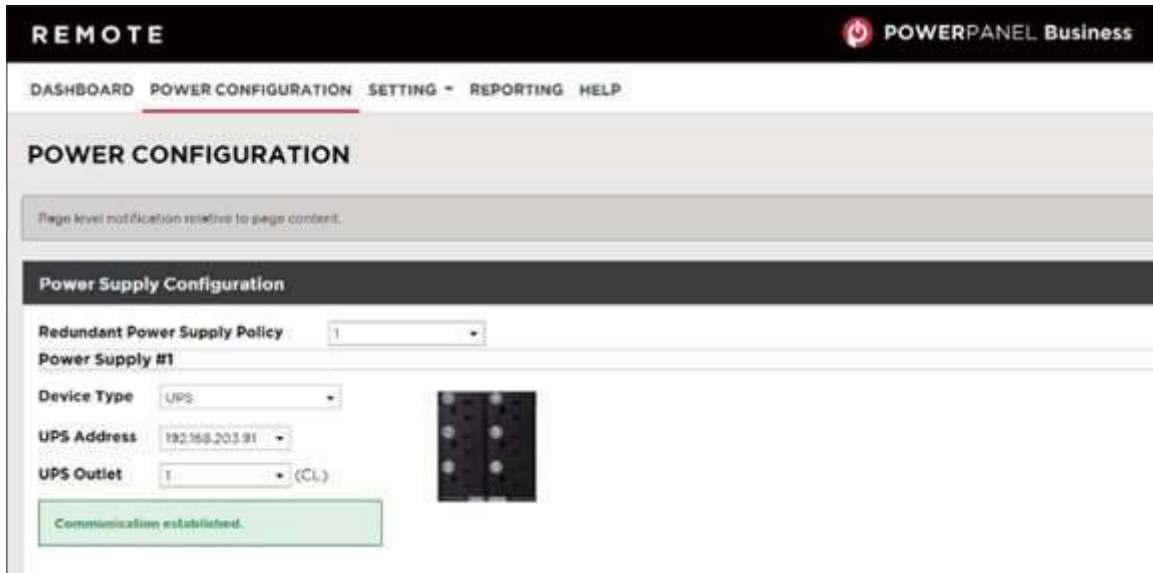 REMOTE
POWERPANEL Business
DASHBOARD POWER CONFIGURATION SETTING REPORTING HELP
POWER CONFIGURATION
Page level notification relative to page content.
Power Supply Configuration
Redundant Power Supply Policy 1
Power Supply #1
Device Type UPS
UPS Address 192.168.203.91
UPS Outlet 1 (CL)
Communication established.